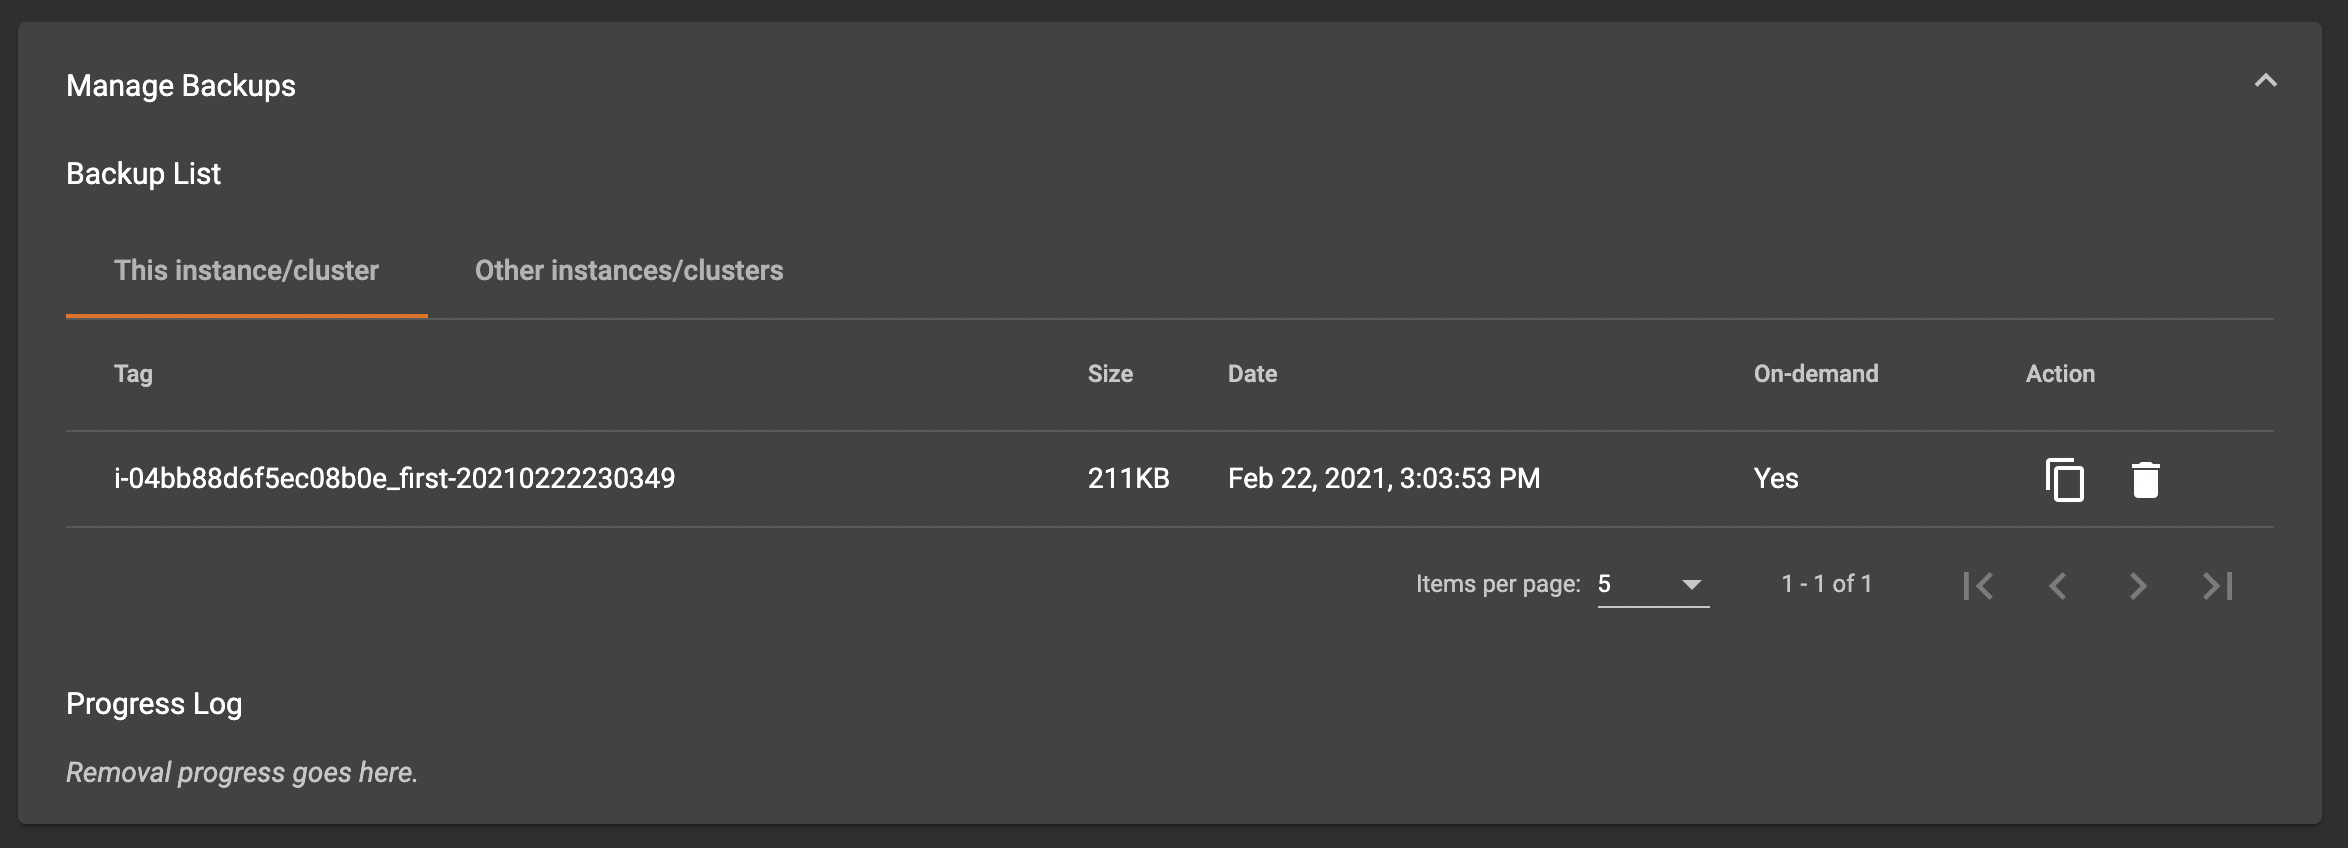 Manage Backups
Backup List
This instance/cluster Other instances/clusters
Tag Size Date On-demand Action
i-04bb88d6f5ec08b0e_first-20210222230349 211KB Feb 22, 2021, 3:03:53 PM Yes
Items per page: 5 1 - 1 of 1
Progress Log
Removal progress goes here.